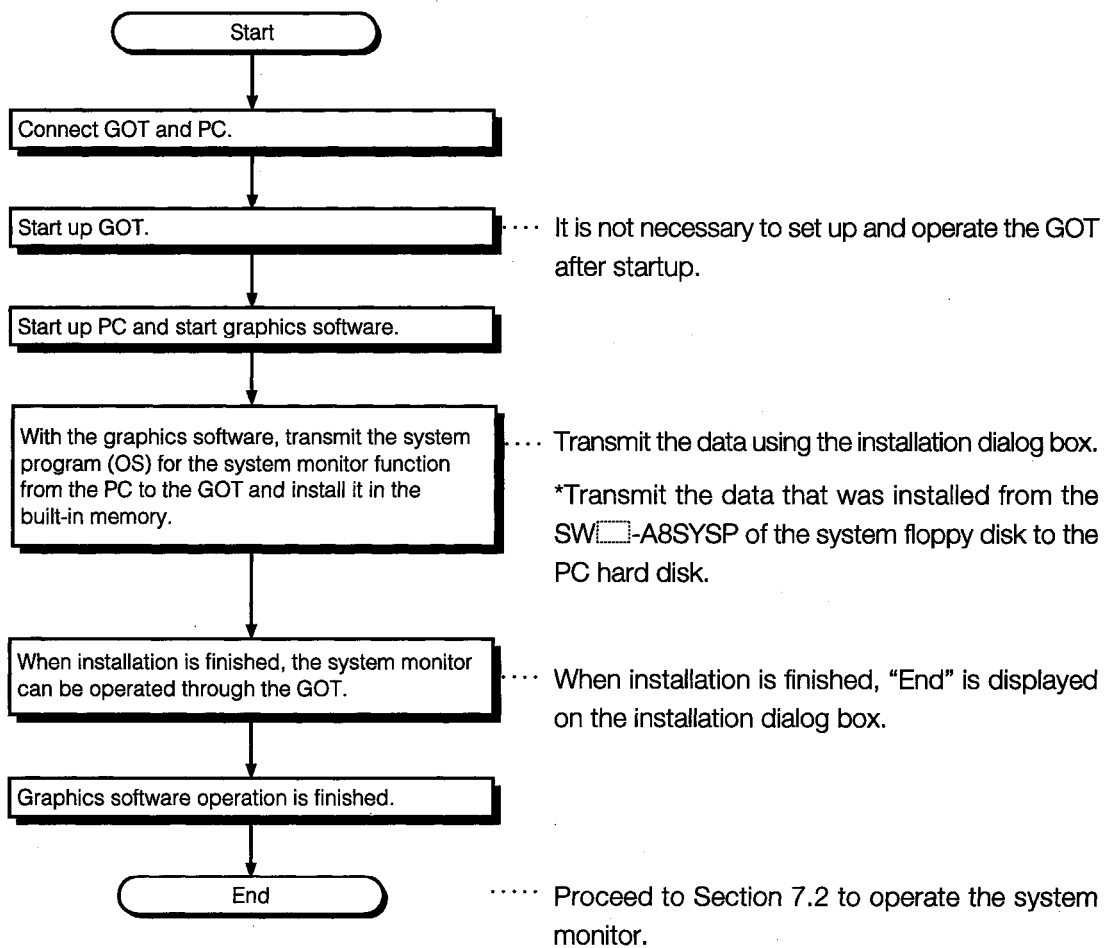 Start
Connect GOT and PC.
Start up GOT.
····· It is not necessary to set up and operate the GOT
after startup.
Start up PC and start graphics software.
With the graphics software, transmit the system
program (OS) for the system monitor function
from the PC to the GOT and install it in the
built-in memory.
···· Transmit the data using the installation dialog box.
*Transmit the data that was installed from the
SW□-A8SYSP of the system floppy disk to the
PC hard disk.
When installation is finished, the system monitor
can be operated through the GOT.
···· When installation is finished, “End” is displayed
on the installation dialog box.
Graphics software operation is finished.
End
····· Proceed to Section 7.2 to operate the system
monitor.